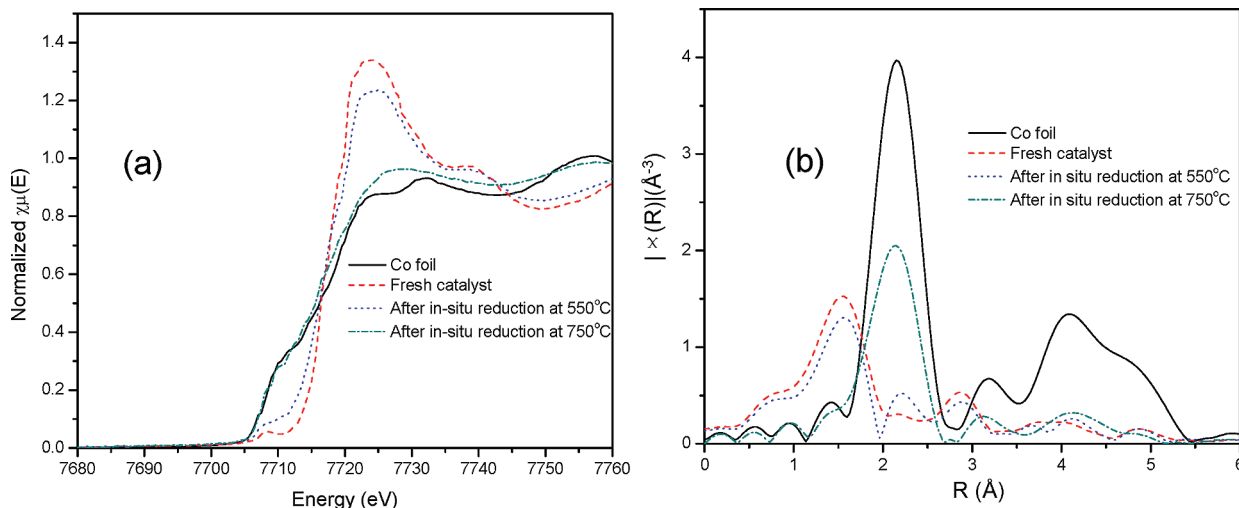 1.4
1.2
1.0
0.8
0.6
0.4
0.2
0.0
Normalized χμ(E)
(a)
Co foil
Fresh catalyst
After in-situ reduction at 550°C
After in-situ reduction at 750°C
7680 7690 7700 7710 7720 7730 7740 7750 7760
Energy (eV)
4
3
2
1
0
| χ (R)|(Å⁻³)
(b)
Co foil
Fresh catalyst
After in situ reduction at 550°C
After in situ reduction at 750°C
0 1 2 3 4 5 6
R (Å)